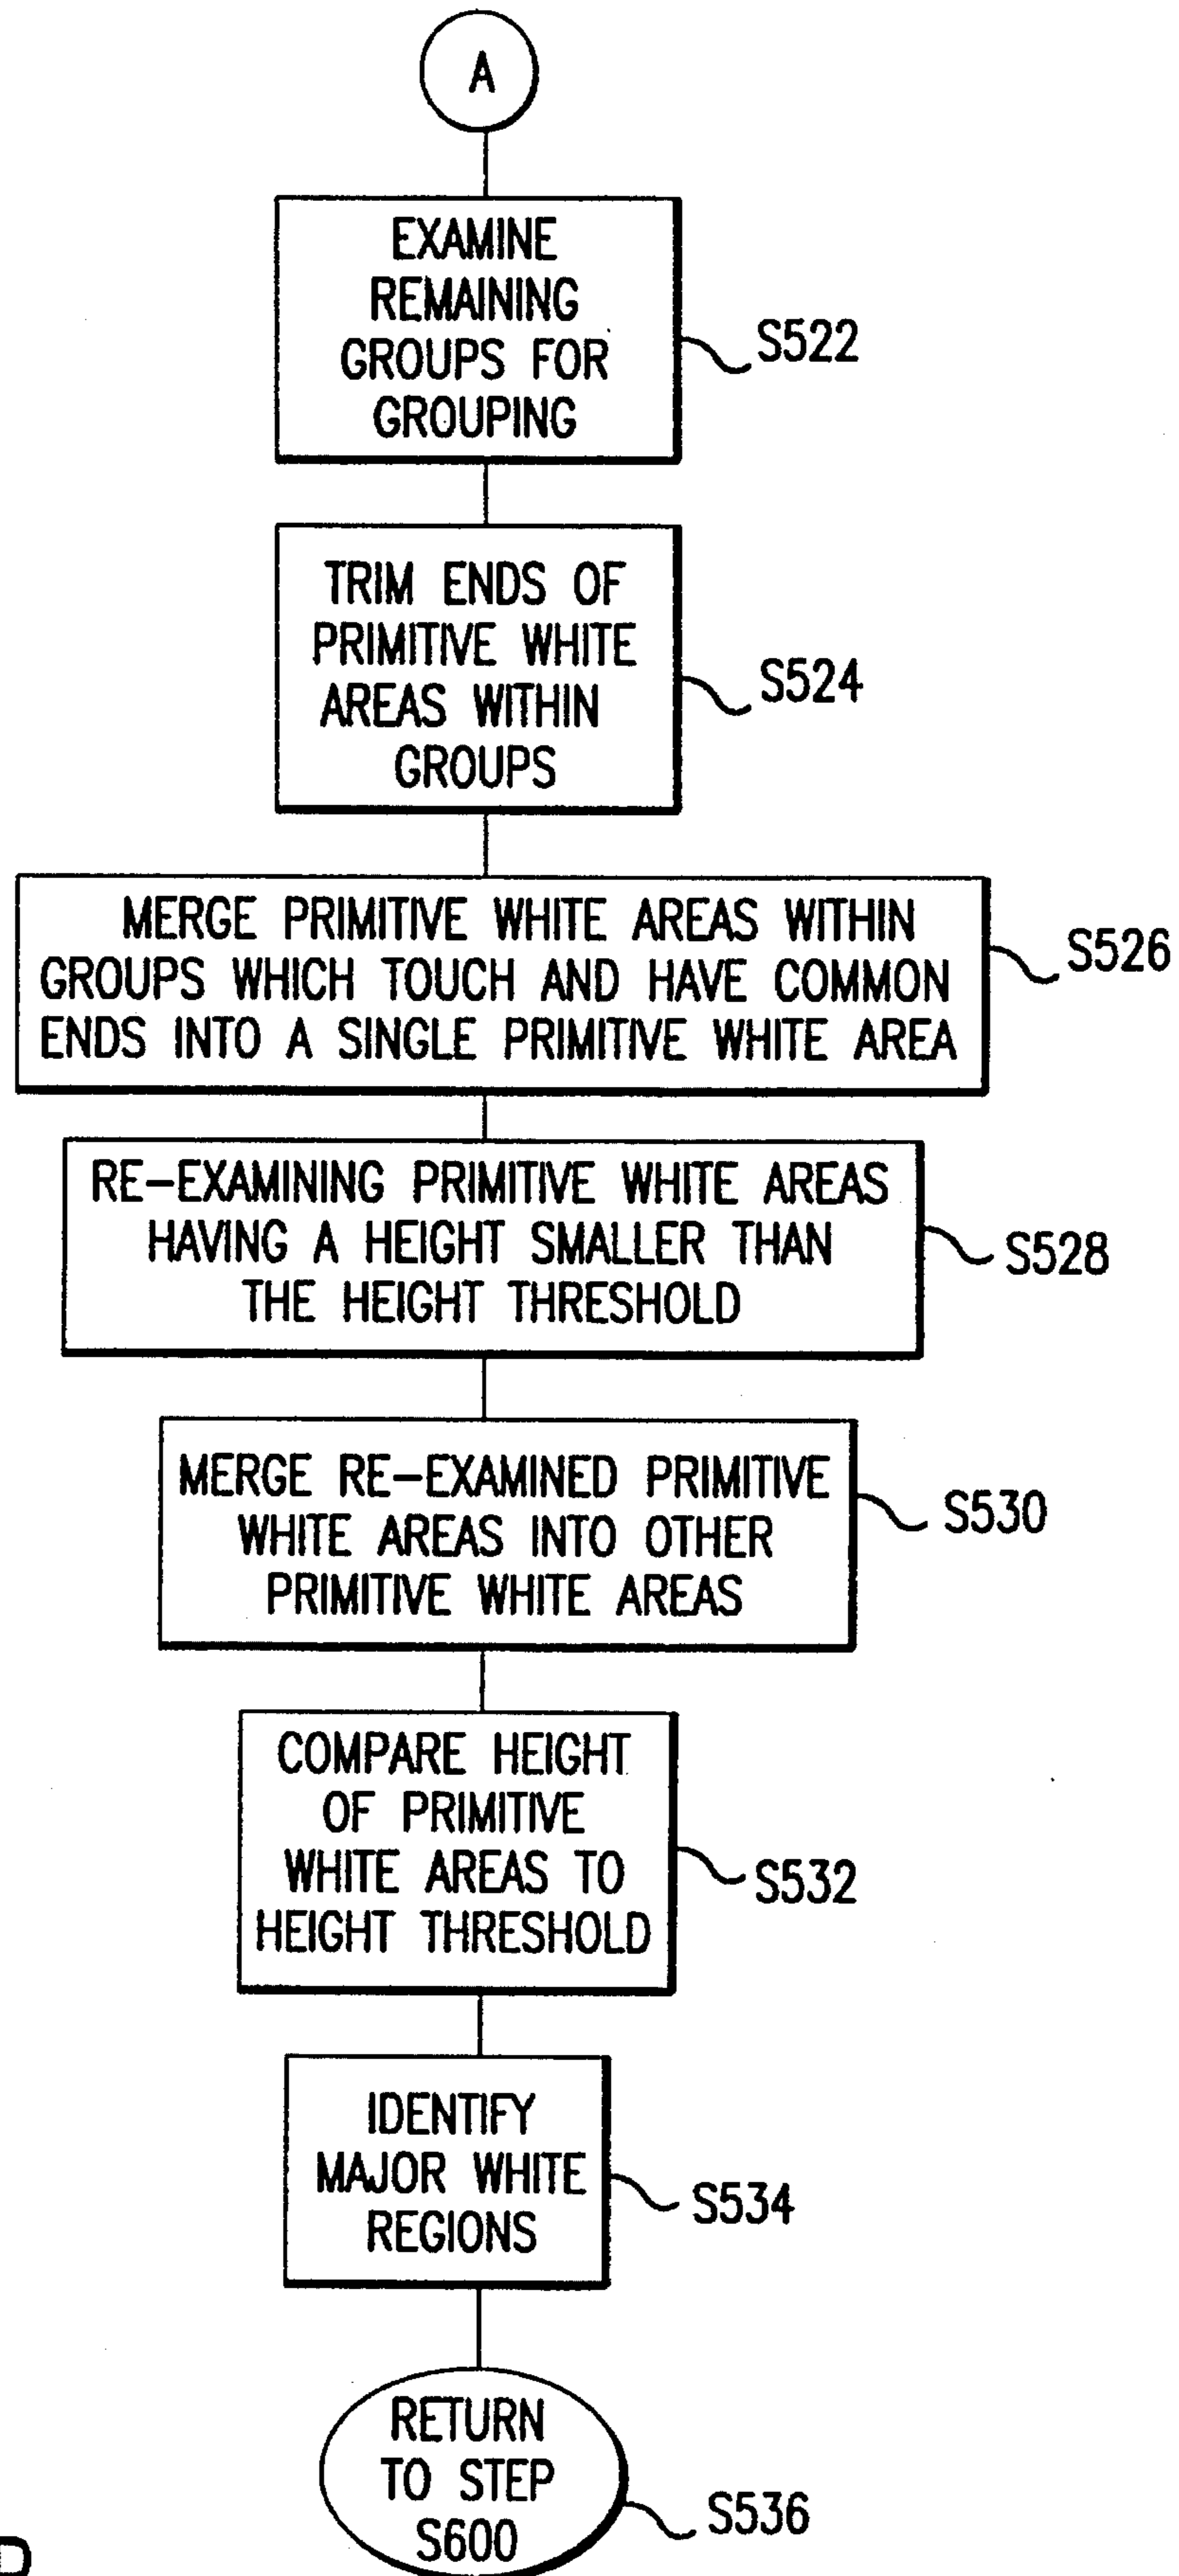 A
EXAMINE
REMAINING
GROUPS FOR
GROUPING
S522
TRIM ENDS OF
PRIMITIVE WHITE
AREAS WITHIN
GROUPS
S524
MERGE PRIMITIVE WHITE AREAS WITHIN
GROUPS WHICH TOUCH AND HAVE COMMON
ENDS INTO A SINGLE PRIMITIVE WHITE AREA
S526
RE-EXAMINING PRIMITIVE WHITE AREAS
HAVING A HEIGHT SMALLER THAN
THE HEIGHT THRESHOLD
S528
MERGE RE-EXAMINED PRIMITIVE
WHITE AREAS INTO OTHER
PRIMITIVE WHITE AREAS
S530
COMPARE HEIGHT
OF PRIMITIVE
WHITE AREAS TO
HEIGHT THRESHOLD
S532
IDENTIFY
MAJOR WHITE
REGIONS
S534
RETURN
TO STEP
S600
S536